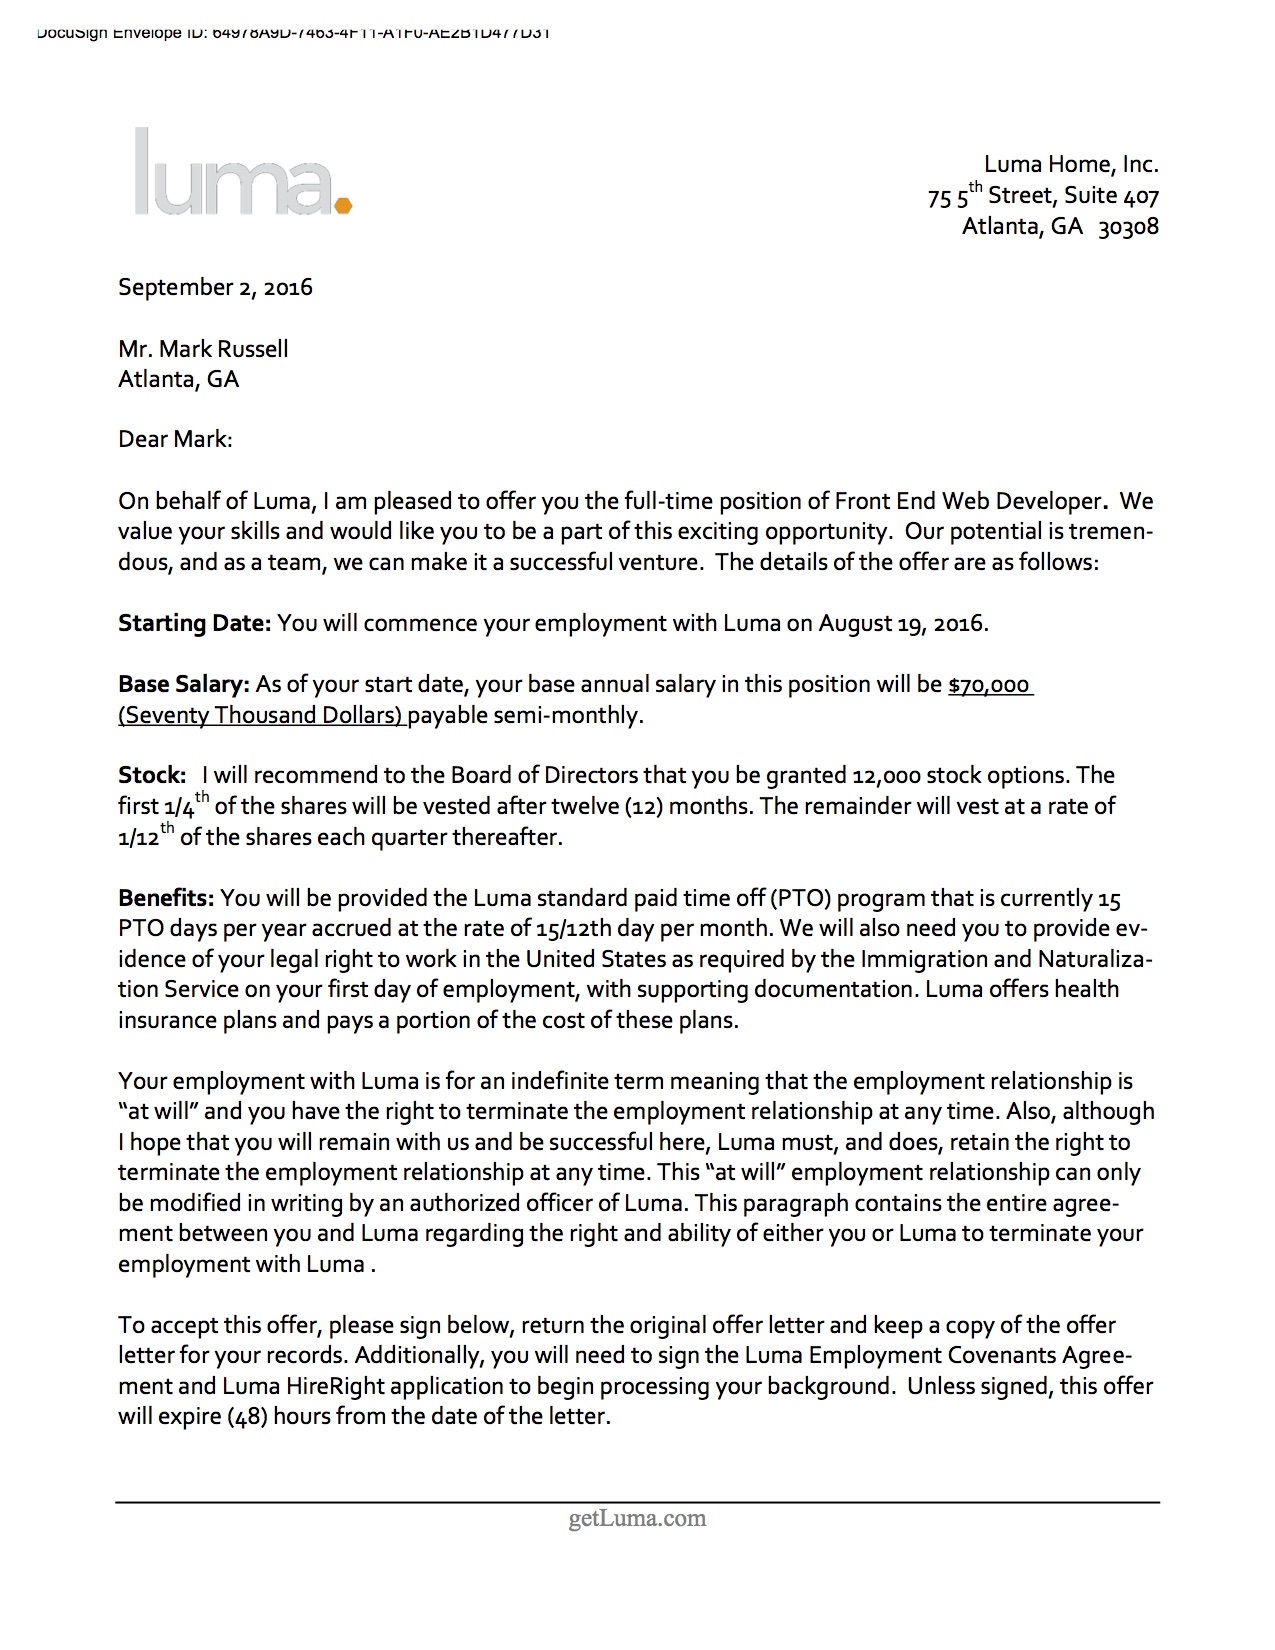 DocuSign Envelope ID: 64978A9D-7463-4F11-A1F0-AE2B1D477D31
luma.
Luma Home, Inc.
75 5th Street, Suite 407
Atlanta, GA 30308
September 2, 2016
Mr. Mark Russell
Atlanta, GA
Dear Mark:
On behalf of Luma, I am pleased to offer you the full-time position of Front End Web Developer. We
value your skills and would like you to be a part of this exciting opportunity. Our potential is tremen-
dous, and as a team, we can make it a successful venture. The details of the offer are as follows:
Starting Date: You will commence your employment with Luma on August 19, 2016.
Base Salary: As of your start date, your base annual salary in this position will be $70,000
(Seventy Thousand Dollars) payable semi-monthly.
Stock: I will recommend to the Board of Directors that you be granted 12,000 stock options. The
first 1/4th of the shares will be vested after twelve (12) months. The remainder will vest at a rate of
1/12th of the shares each quarter thereafter.
Benefits: You will be provided the Luma standard paid time off (PTO) program that is currently 15
PTO days per year accrued at the rate of 15/12th day per month. We will also need you to provide ev-
idence of your legal right to work in the United States as required by the Immigration and Naturaliza-
tion Service on your first day of employment, with supporting documentation. Luma offers health
insurance plans and pays a portion of the cost of these plans.
Your employment with Luma is for an indefinite term meaning that the employment relationship is
“at will” and you have the right to terminate the employment relationship at any time. Also, although
I hope that you will remain with us and be successful here, Luma must, and does, retain the right to
terminate the employment relationship at any time. This “at will” employment relationship can only
be modified in writing by an authorized officer of Luma. This paragraph contains the entire agree-
ment between you and Luma regarding the right and ability of either you or Luma to terminate your
employment with Luma .
To accept this offer, please sign below, return the original offer letter and keep a copy of the offer
letter for your records. Additionally, you will need to sign the Luma Employment Covenants Agree-
ment and Luma HireRight application to begin processing your background. Unless signed, this offer
will expire (48) hours from the date of the letter.
getLuma.com